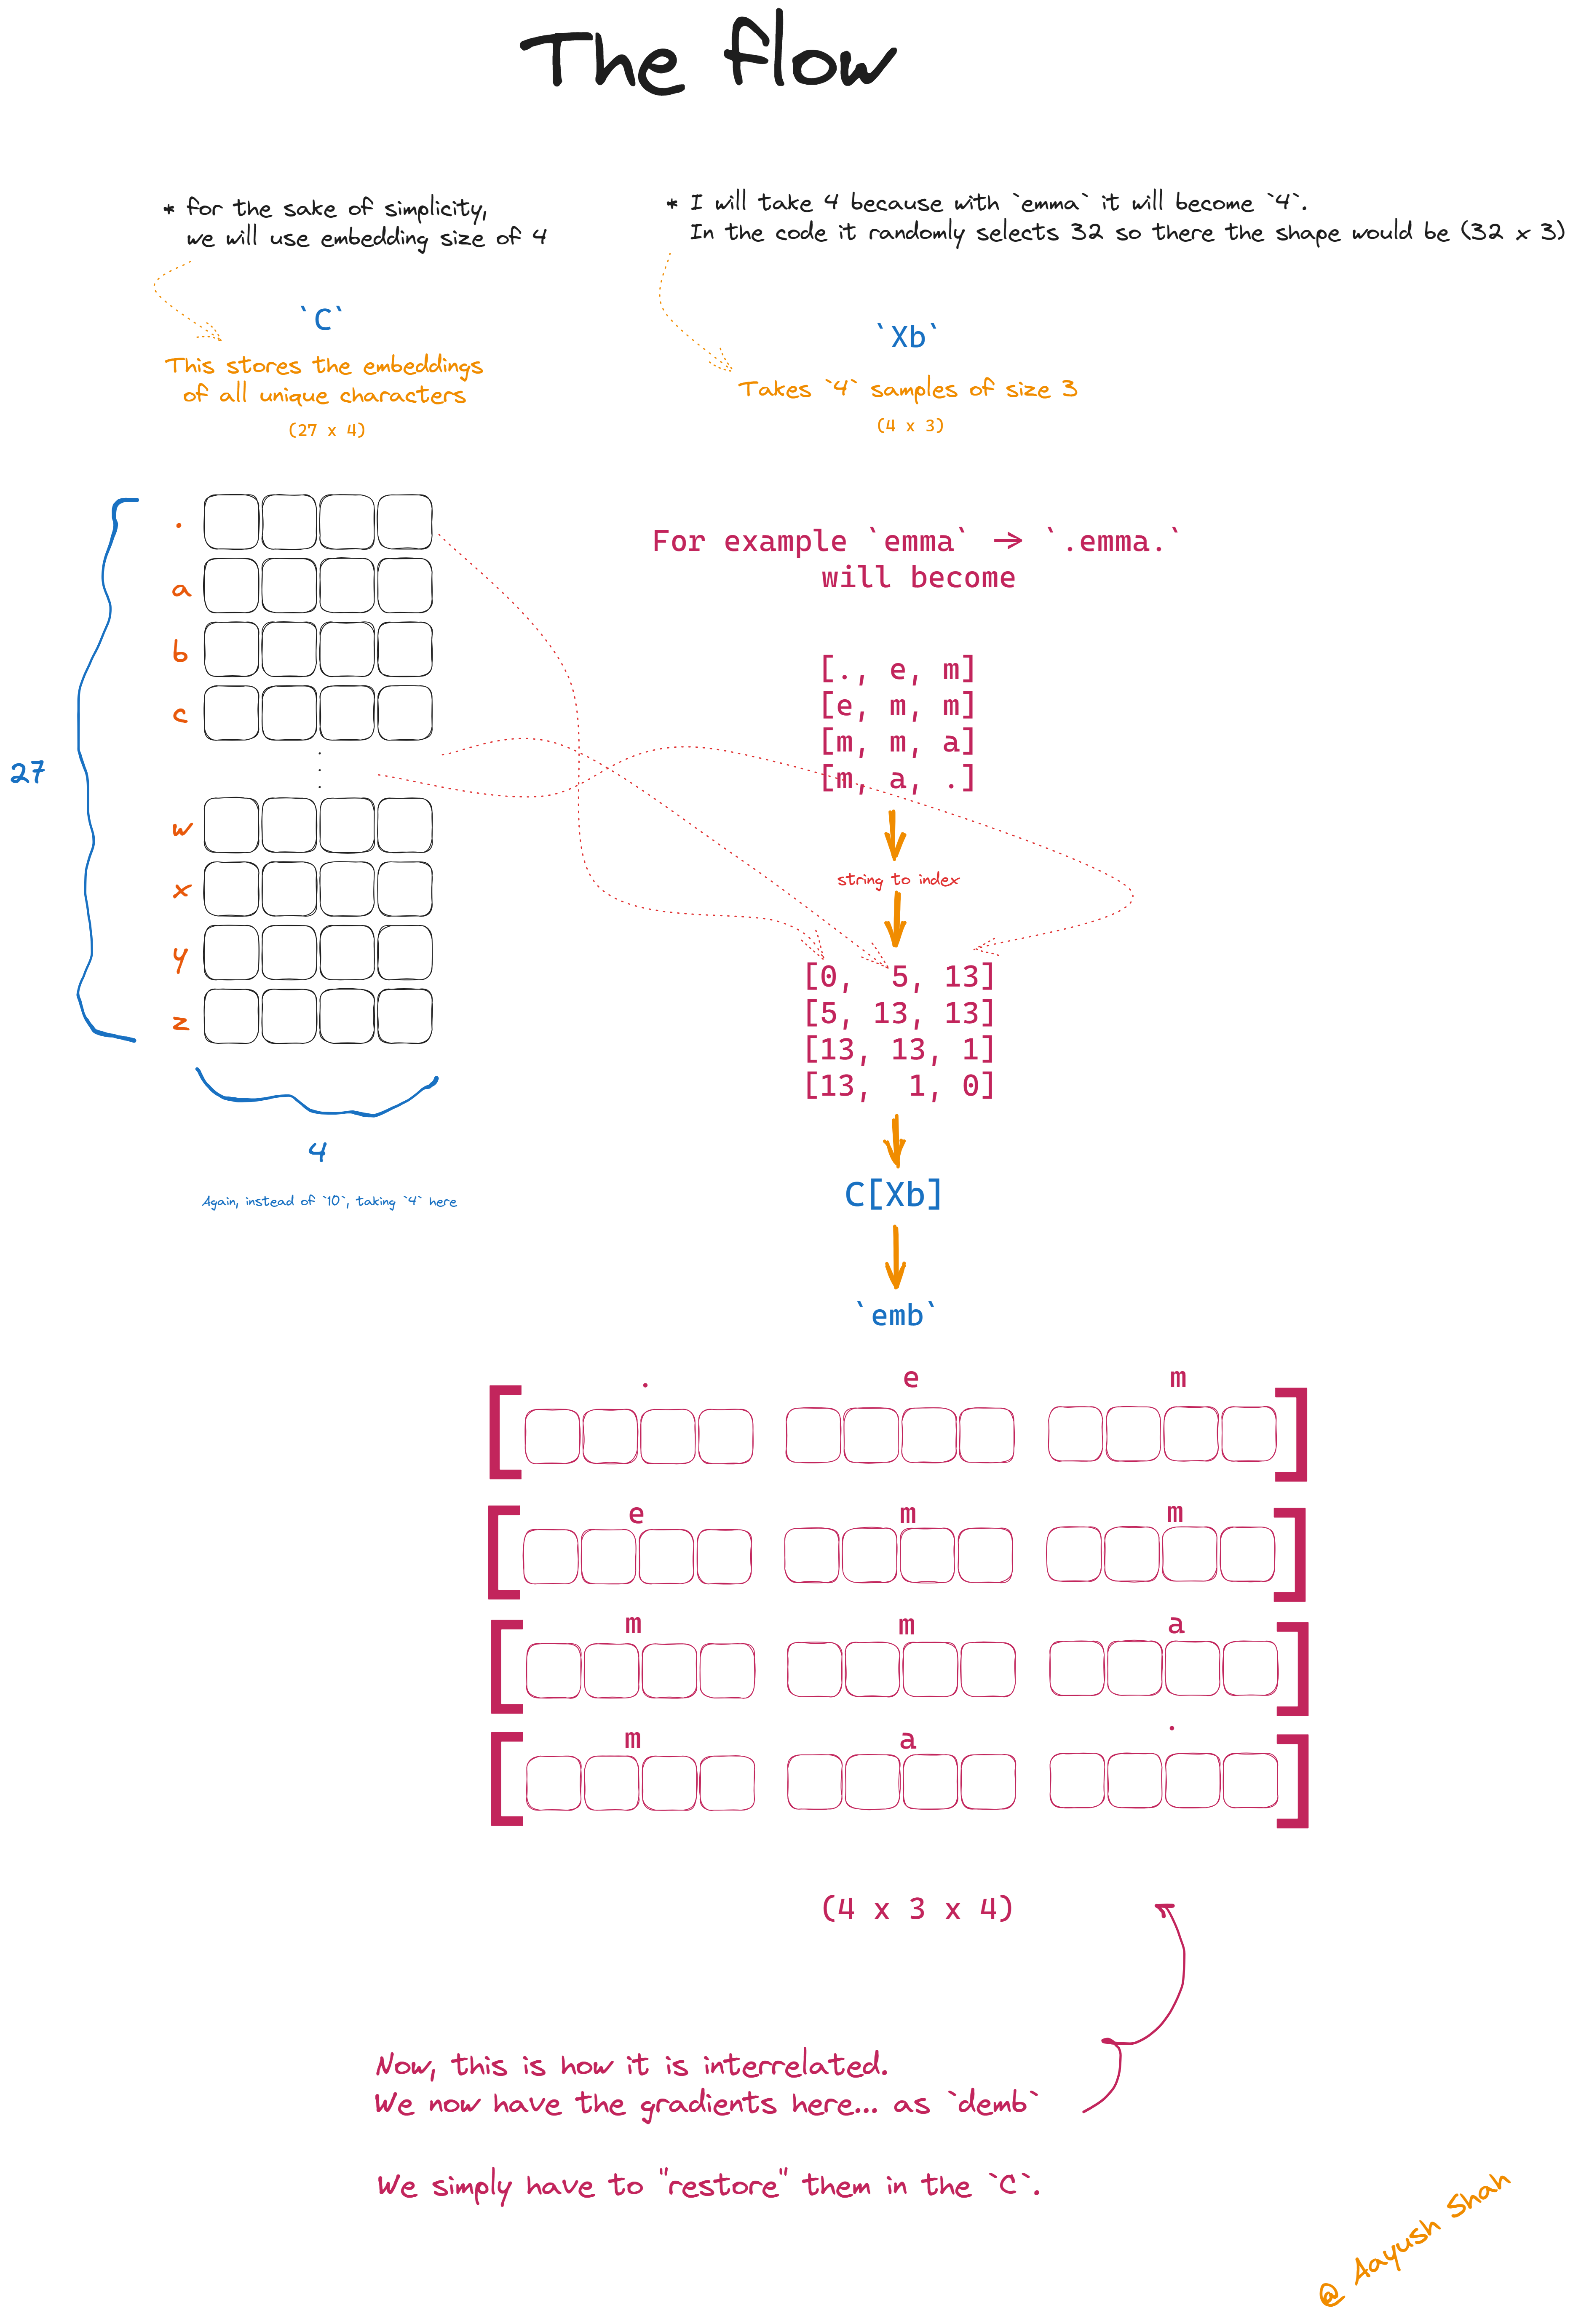 The flow
* for the sake of simplicity,
we will use embedding size of 4
* I will take 4 because with `emma` it will become `4`.
In the code it randomly selects 32 so there the shape would be (32 x 3)
`C`
This stores the embeddings
of all unique characters
(27 x 4)
`Xb`
Takes `4` samples of size 3
(4 x 3)
.
a
b
c
.
.
.
w
x
y
z
27
4
Again, instead of `10`, taking `4` here
For example `emma` → `.emma.`
will become
[., e, m]
[e, m, m]
[m, m, a]
[m, a, .]
string to index
[0, 5, 13]
[5, 13, 13]
[13, 13, 1]
[13, 1, 0]
C[Xb]
`emb`
. e m
e m m
m m a
m a .
(4 x 3 x 4)
Now, this is how it is interrelated.
We now have the gradients here... as `demb`
We simply have to "restore" them in the `C`.
@ Aayush Shah